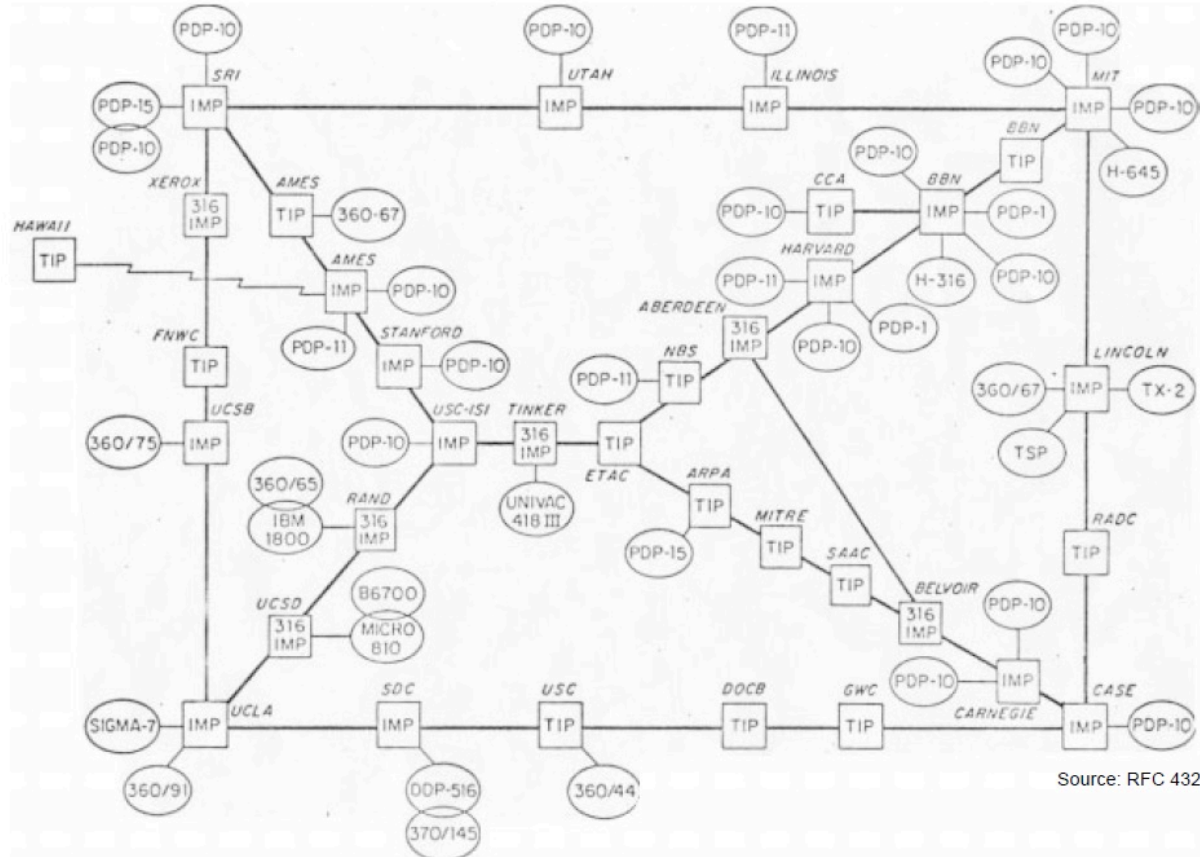 PDP-10
PDP-10
PDP-11
PDP-10
SRI
UTAH
ILLINOIS
PDP-10
MIT
PDP-15
IMP
IMP
IMP
IMP
PDP-10
PDP-10
BBN
PDP-10
TIP
H-645
XEROX
316
IMP
AMES
TIP
360-67
CCA
PDP-10
TIP
BBN
IMP
PDP-1
HAWAII
TIP
AMES
IMP
PDP-10
HARVARD
PDP-11
IMP
H-316
PDP-10
PDP-11
ABERDEEN
316
IMP
PDP-10
PDP-1
FNWC
TIP
STANFORD
IMP
PDP-10
NBS
PDP-11
TIP
LINCOLN
360/67
IMP
TX-2
TSP
UCSB
360/75
IMP
USC-ISI
PDP-10
IMP
TINKER
316
IMP
TIP
ETAC
UNIVAC
418 III
360/65
IBM
1800
RAND
316
IMP
ARPA
TIP
PDP-15
MITRE
TIP
SAAC
TIP
RADC
TIP
UCSD
316
IMP
B6700
MICRO
810
BELVOIR
316
IMP
PDP-10
PDP-10
IMP
CARNEGIE
SIGMA-7
IMP
UCLA
360/91
SDC
IMP
DDP-516
370/145
USC
TIP
360/44
DOCB
TIP
GWC
TIP
CASE
IMP
PDP-10
Source: RFC 432